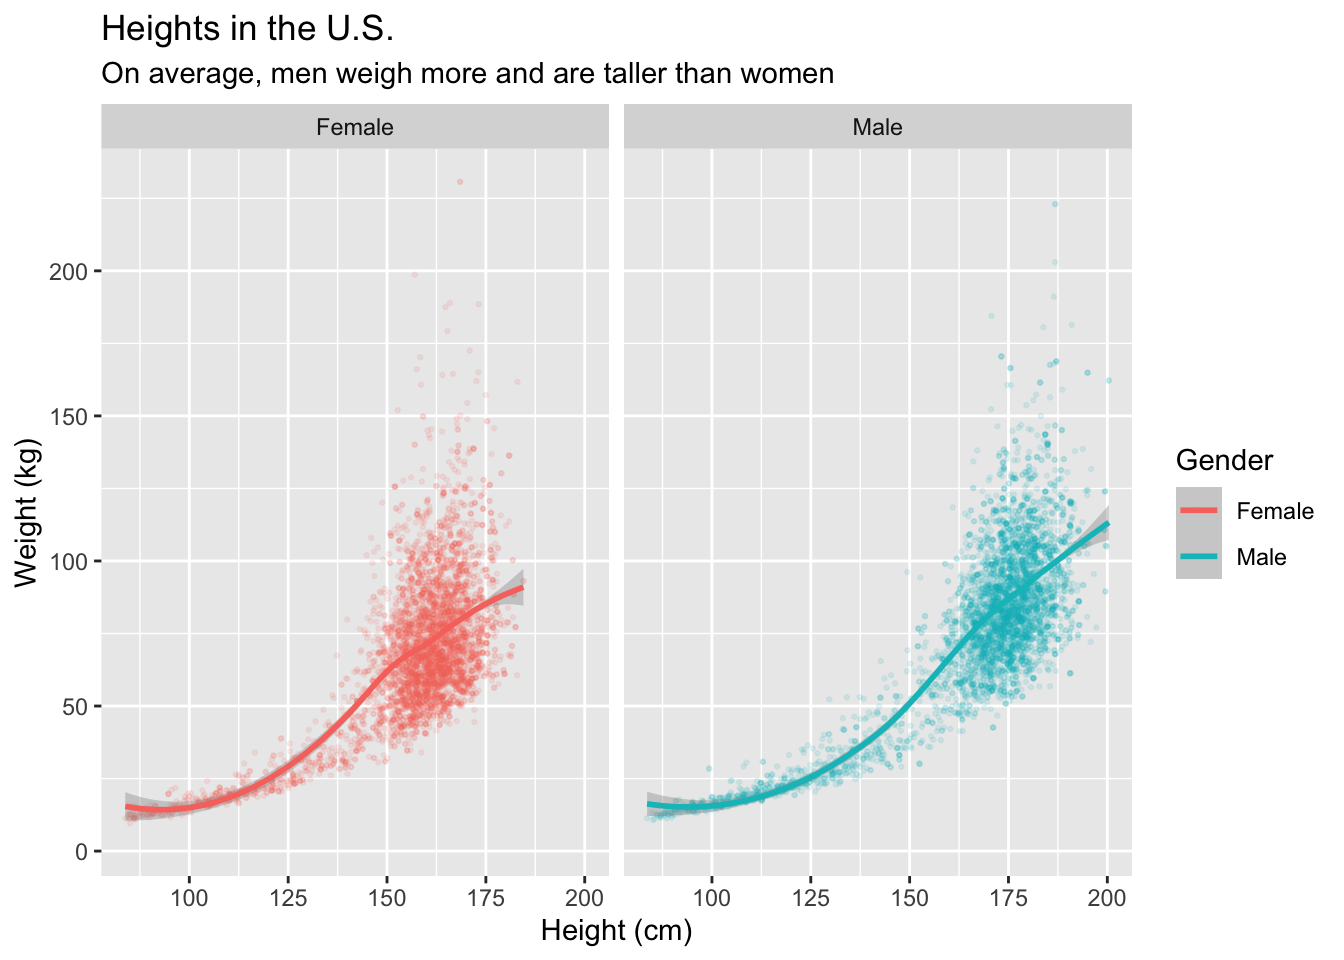 Heights in the U.S.
On average, men weigh more and are taller than women
Female
Male
200
150
100
50
0
Weight (kg)
100 125 150 175 200
100 125 150 175 200
Height (cm)
Gender
Female
Male